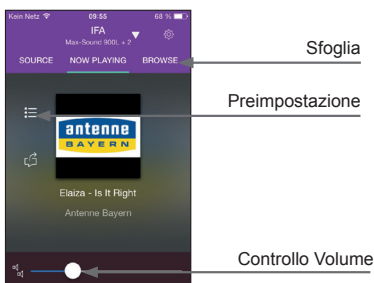 Kein Netz 09:55 68 %
IFA
Max-Sound 900L + 2
SOURCE NOW PLAYING BROWSE
Sfoglia
Preimpostazione
antenne
BAYERN
Elaiza - Is It Right
Antenne Bayern
Controllo Volume